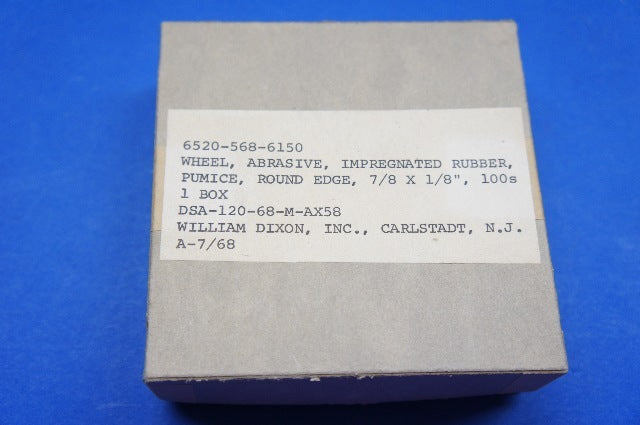 6520-568-6150
WHEEL, ABRASIVE, IMPREGNATED RUBBER,
PUMICE, ROUND EDGE, 7/8 X 1/8", 100s
1 BOX
DSA-120-68-M-AX58
WILLIAM DIXON, INC., CARLSTADT, N.J.
A-7/68